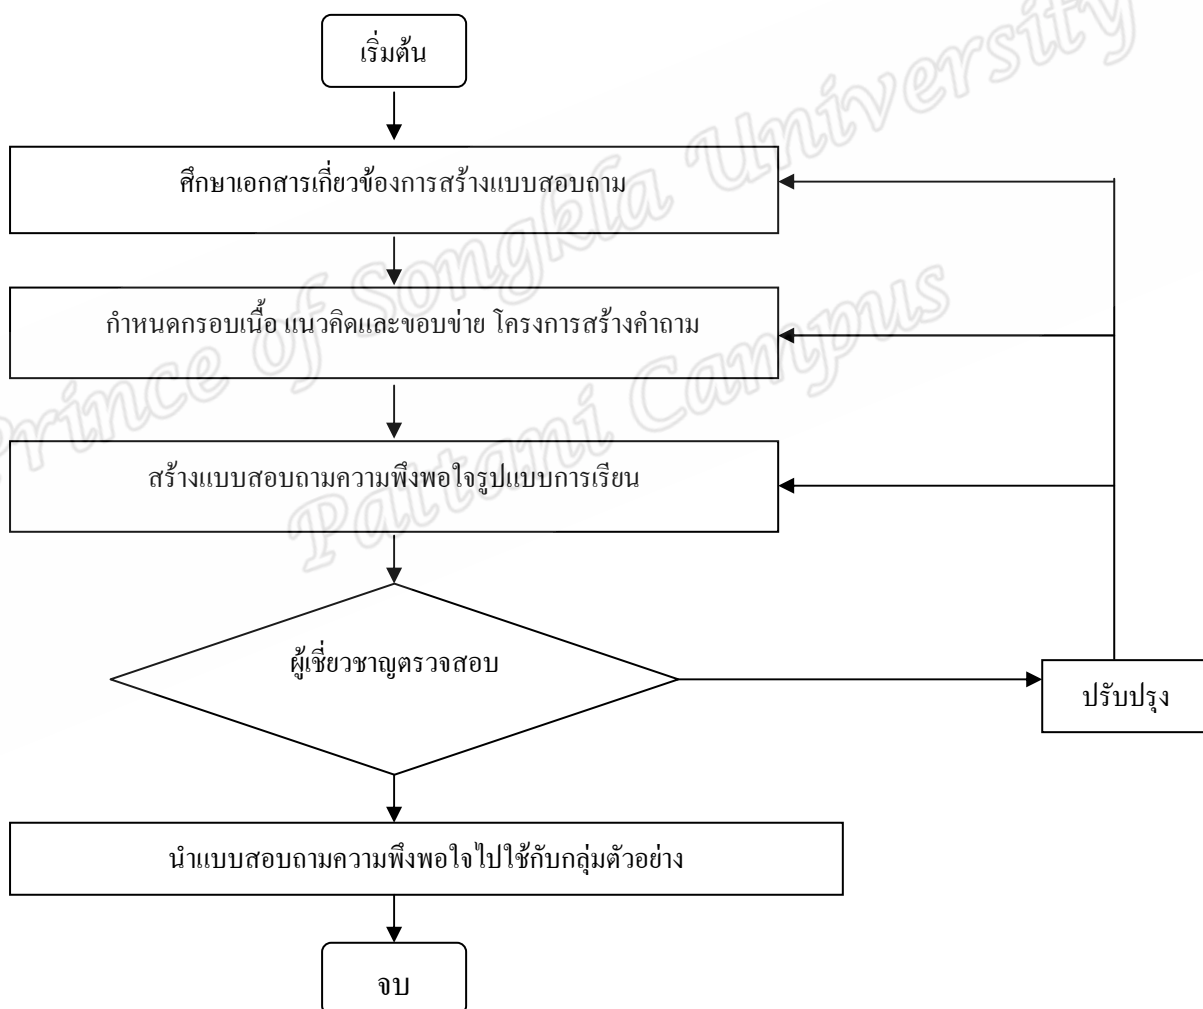 เริ่มต้น
ศึกษาเอกสารเกี่ยวข้องการสร้างแบบสอบถาม
กำหนดกรอบเนื้อ แนวคิดและขอบข่าย โครงการสร้างคำถาม
สร้างแบบสอบถามความพึงพอใจรูปแบบการเรียน
ผู้เชี่ยวชาญตรวจสอบ
ปรับปรุง
นำแบบสอบถามความพึงพอใจไปใช้กับกลุ่มตัวอย่าง
จบ
Prince of Songkla University
Pattani Campus